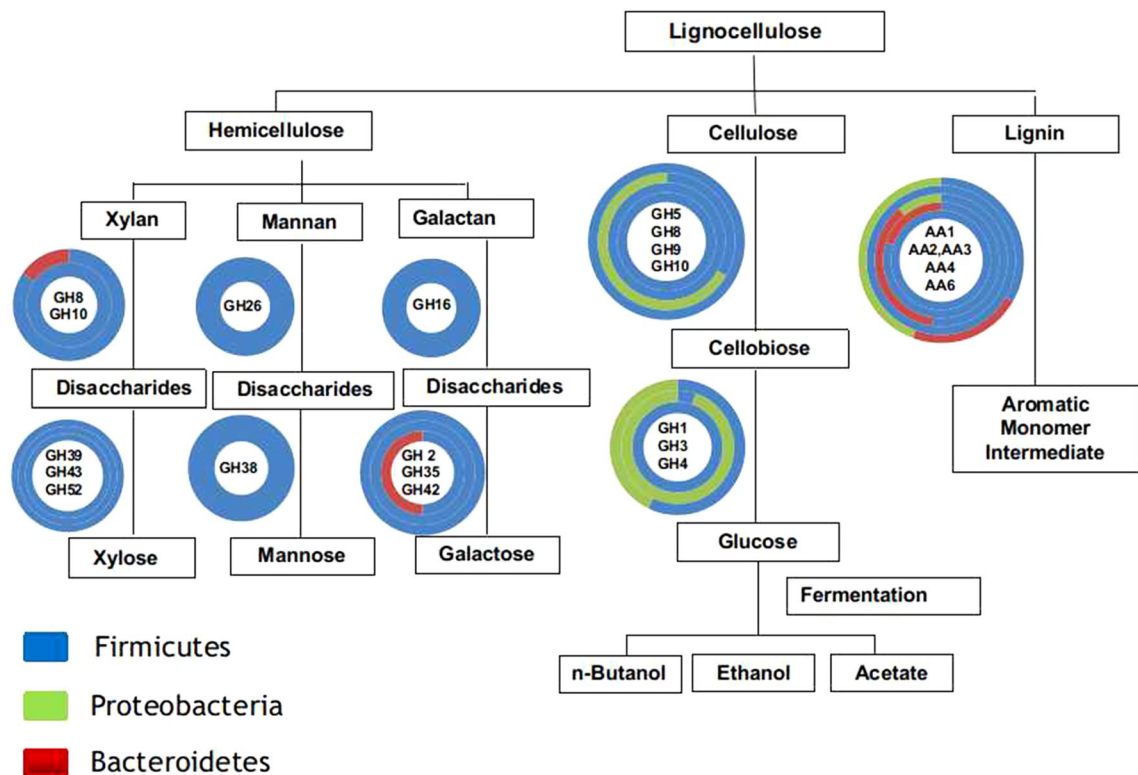 Lignocellulose
Hemicellulose
Cellulose
Lignin
Xylan
Mannan
Galactan
GH8
GH10
GH26
GH16
GH5
GH8
GH9
GH10
AA1
AA2,AA3
AA4
AA6
Disaccharides
Disaccharides
Disaccharides
Cellobiose
Aromatic
Monomer
Intermediate
GH39
GH43
GH52
GH38
GH 2
GH35
GH42
GH1
GH3
GH4
Xylose
Mannose
Galactose
Glucose
Fermentation
n-Butanol
Ethanol
Acetate
Firmicutes
Proteobacteria
Bacteroidetes